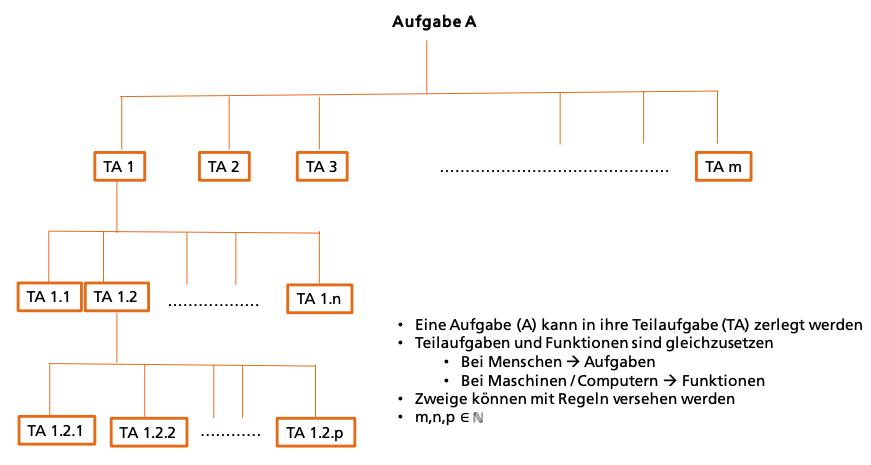 Aufgabe A
TA 1
TA 2
TA 3
............................................
TA m
TA 1.1
TA 1.2
..................
TA 1.n
• Eine Aufgabe (A) kann in ihre Teilaufgabe (TA) zerlegt werden
• Teilaufgaben und Funktionen sind gleichzusetzen
• Bei Menschen → Aufgaben
• Bei Maschinen / Computern → Funktionen
• Zweige können mit Regeln versehen werden
• m,n,p ∈ ℕ
TA 1.2.1
TA 1.2.2
............
TA 1.2.p